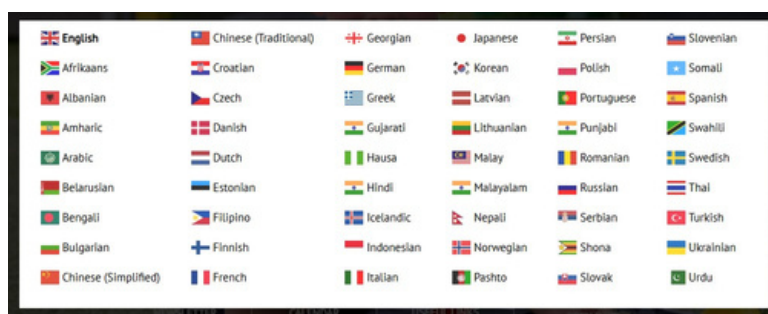 English
Afrikaans
Albanian
Amharic
Arabic
Belarusian
Bengali
Bulgarian
Chinese (Simplified)
Chinese (Traditional)
Croatian
Czech
Danish
Dutch
Estonian
Filipino
Finnish
French
Georgian
German
Greek
Gujarati
Hausa
Hindi
Icelandic
Indonesian
Italian
Japanese
Korean
Latvian
Lithuanian
Malay
Malayalam
Nepali
Norwegian
Pashto
Persian
Polish
Portuguese
Punjabi
Romanian
Russian
Serbian
Shona
Slovak
Slovenian
Somali
Spanish
Swahili
Swedish
Thai
Turkish
Ukrainian
Urdu